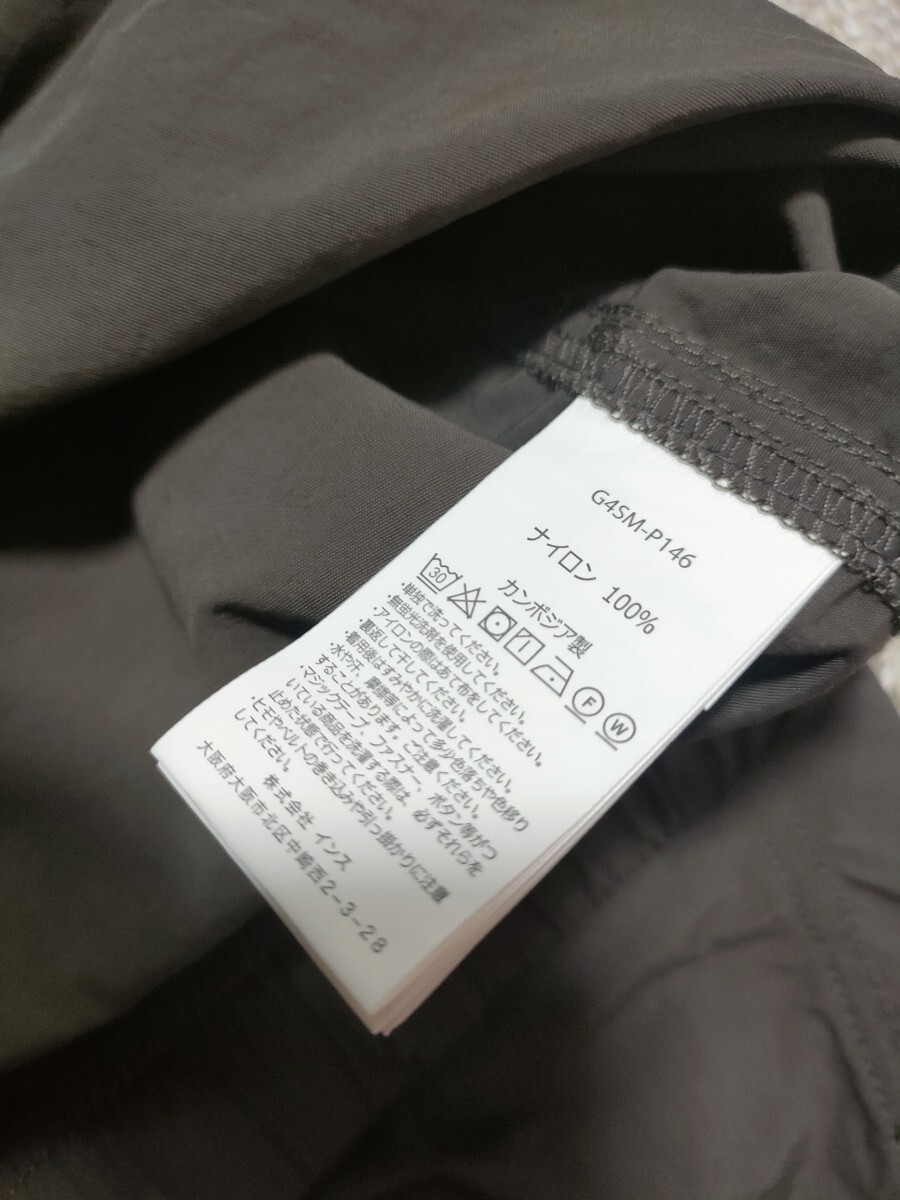 G4SM-P146
ナイロン 100%
カンボジア製
30
F W
・単独で洗ってください。
・無蛍光洗剤を使用してください。
・アイロンの際はあて布をしてください。
・裏返して干してください。
・着用後はすみやかに洗濯してください。
・水や汗、摩擦等によって多少色落ちや色移り
することがあります。ご注意ください。
・マジックテープ、ファスナー、ボタン等がつ
いている商品を洗濯する際は、必ずそれらを
止めた状態で行ってください。
・ヒモやベルトの巻き込みや引っ掛かりに注意
してください。
株式会社 インス
大阪府大阪市北区中崎西2-3-28